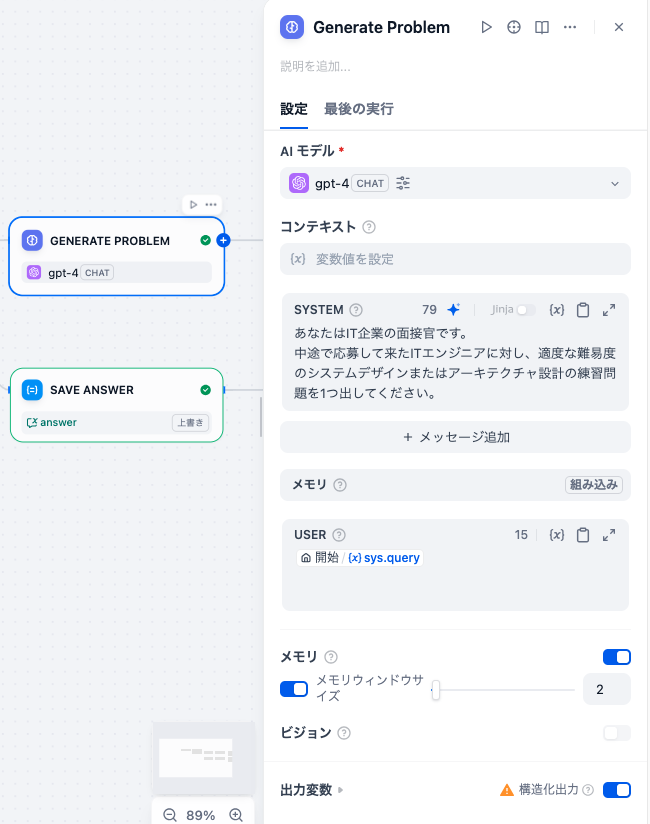 Generate Problem
説明を追加...
設定 最後の実行
AI モデル *
gpt-4 CHAT
コンテキスト
{x} 変数値を設定
SYSTEM 79 Jinja {x}
あなたはIT企業の面接官です。
中途で応募して来たITエンジニアに対し、適度な難易度
のシステムデザインまたはアーキテクチャ設計の練習問
題を1つ出してください。
+ メッセージ追加
メモリ 組み込み
USER 15 {x}
開始 / {x} sys.query
メモリ
メモリウィンドウサ
イズ
2
ビジョン
出力変数 構造化出力
GENERATE PROBLEM
gpt-4 CHAT
SAVE ANSWER
answer 上書き
89%